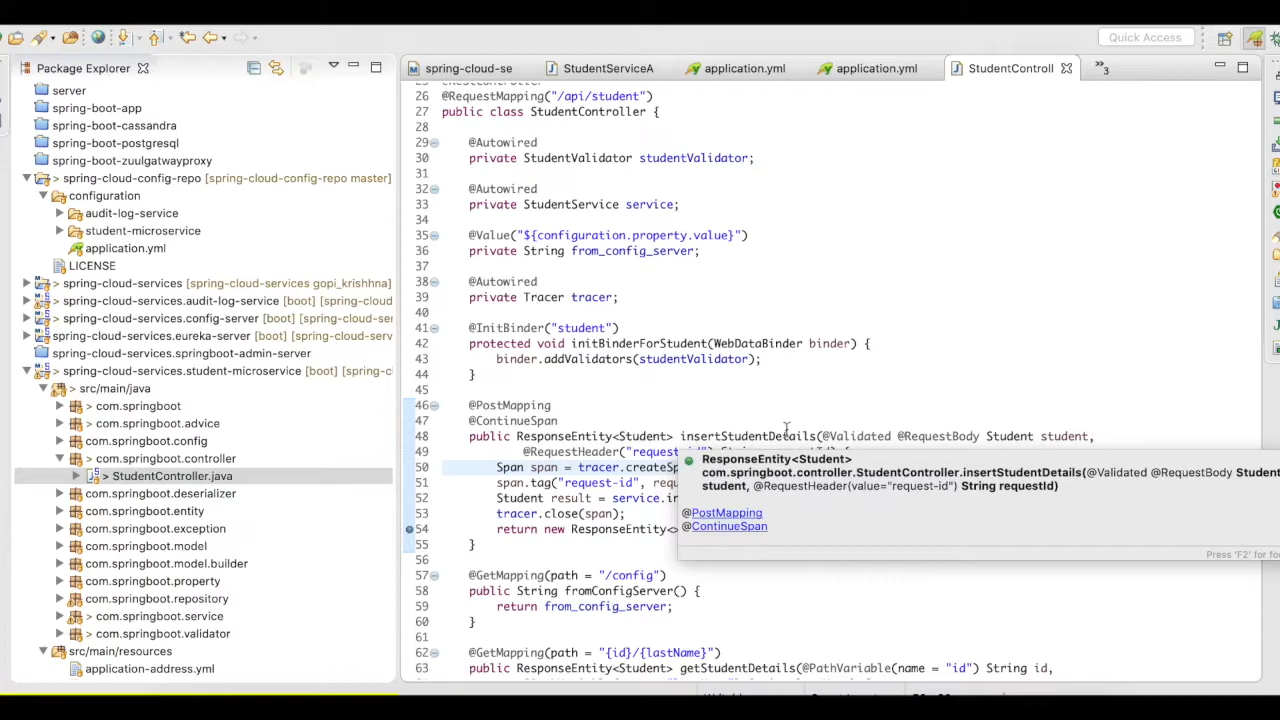 Quick Access
Package Explorer
server
spring-boot-app
spring-boot-cassandra
spring-boot-postgresql
spring-boot-zuulgatwayproxy
> spring-cloud-config-repo [spring-cloud-config-repo master]
configuration
audit-log-service
student-microservice
application.yml
LICENSE
> spring-cloud-services [spring-cloud-services gopi_krishhna]
> spring-cloud-services.audit-log-service [boot] [spring-cloud-
> spring-cloud-services.config-server [boot] [spring-cloud-se
> spring-cloud-services.eureka-server [boot] [spring-cloud-serv
spring-cloud-services.springboot-admin-server
> spring-cloud-services.student-microservice [boot] [spring-cl
> src/main/java
> com.springboot
> com.springboot.advice
com.springboot.config
> com.springboot.controller
> StudentController.java
> com.springboot.deserializer
> com.springboot.entity
> com.springboot.exception
com.springboot.model
com.springboot.model.builder
com.springboot.property
com.springboot.repository
> com.springboot.service
com.springboot.validator
src/main/resources
application-address.yml
spring-cloud-se
StudentServiceA
application.yml
application.yml
StudentControll
»3
26 @RequestMapping("/api/student")
27 public class StudentController {
28
29 @Autowired
30 private StudentValidator studentValidator;
31
32 @Autowired
33 private StudentService service;
34
35 @Value("${configuration.property.value}")
36 private String from_config_server;
37
38 @Autowired
39 private Tracer tracer;
40
41 @InitBinder("student")
42 protected void initBinderForStudent(WebDataBinder binder) {
43 binder.addValidators(studentValidator);
44 }
45
46 @PostMapping
47 @ContinueSpan
48 public ResponseEntity<Student> insertStudentDetails(@Validated @RequestBody Student student,
49 @RequestHeader("request-
50 Span span = tracer.createSp
51 span.tag("request-id", requ
52 Student result = service.in
53 tracer.close(span);
54 return new ResponseEntity<>
55 }
56
57 @GetMapping(path = "/config")
58 public String fromConfigServer() {
59 return from_config_server;
60 }
61
62 @GetMapping(path = "{id}/{lastName}")
63 public ResponseEntity<Student> getStudentDetails(@PathVariable(name = "id") String id,
ResponseEntity<Student>
com.springboot.controller.StudentController.insertStudentDetails(@Validated @RequestBody Student
student, @RequestHeader(value="request-id") String requestId)
@PostMapping
@ContinueSpan
Press 'F2' for fo